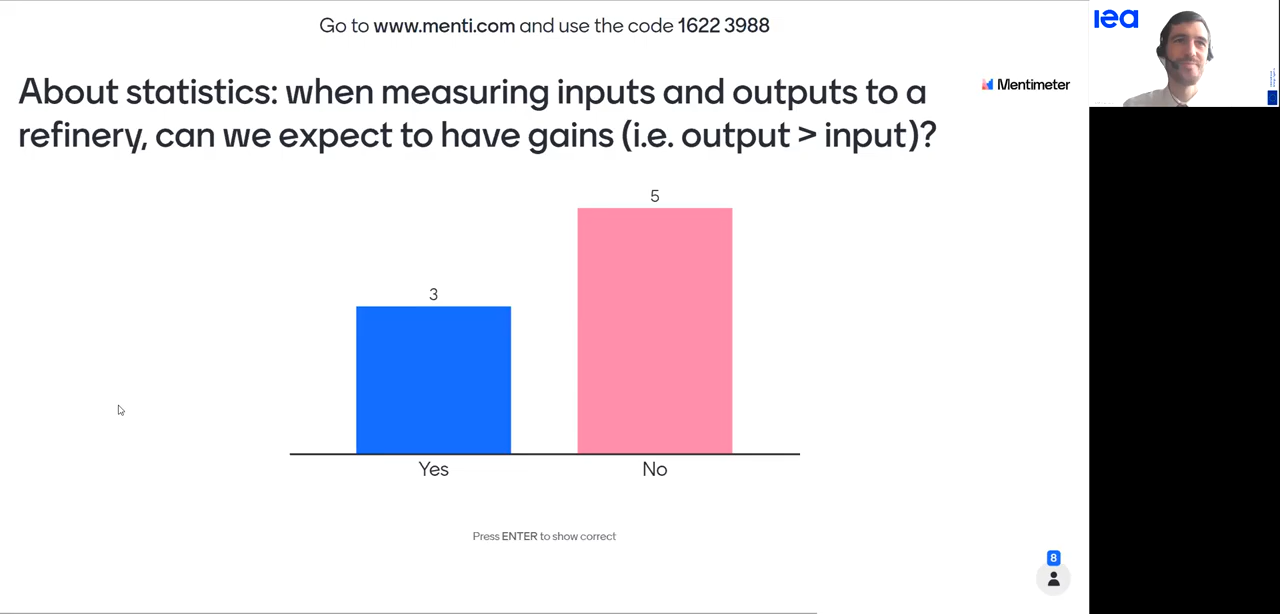 Go to www.menti.com and use the code 1622 3988
iea
About statistics: when measuring inputs and outputs to a
refinery, can we expect to have gains (i.e. output > input)?
Mentimeter
5
3
Yes
No
Press ENTER to show correct
8